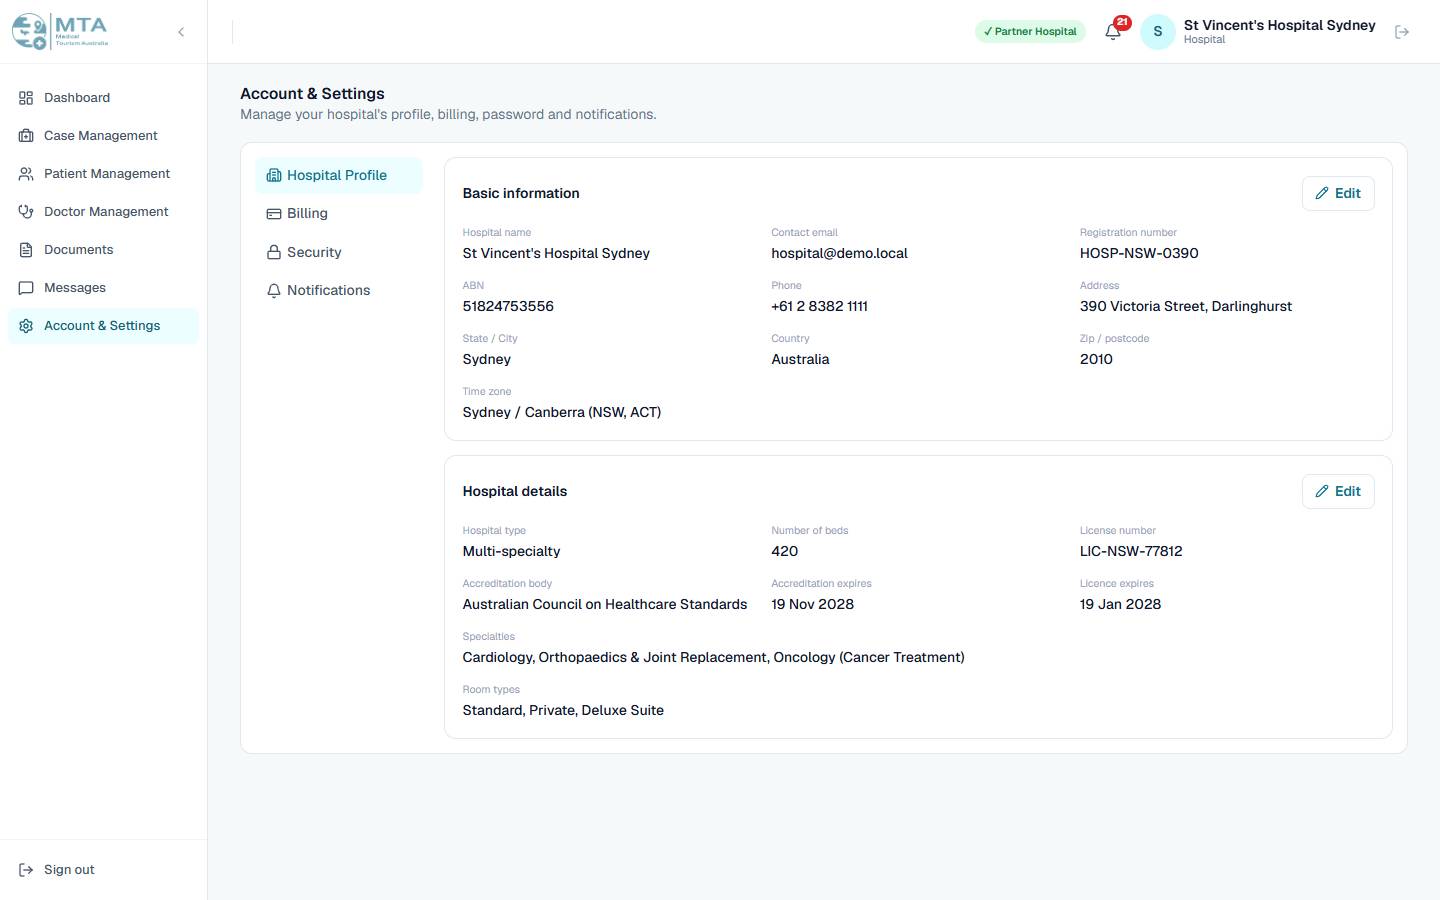 MTA
Medical
Tourism Australia
✓ Partner Hospital
21
S
St Vincent's Hospital Sydney
Hospital
Dashboard
Case Management
Patient Management
Doctor Management
Documents
Messages
Account & Settings
Sign out
Account & Settings
Manage your hospital's profile, billing, password and notifications.
Hospital Profile
Billing
Security
Notifications
Basic information
Edit
Hospital name
Contact email
Registration number
St Vincent's Hospital Sydney
hospital@demo.local
HOSP-NSW-0390
ABN
Phone
Address
51824753556
+61 2 8382 1111
390 Victoria Street, Darlinghurst
State / City
Country
Zip / postcode
Sydney
Australia
2010
Time zone
Sydney / Canberra (NSW, ACT)
Hospital details
Edit
Hospital type
Number of beds
License number
Multi-specialty
420
LIC-NSW-77812
Accreditation body
Accreditation expires
Licence expires
Australian Council on Healthcare Standards
19 Nov 2028
19 Jan 2028
Specialties
Cardiology, Orthopaedics & Joint Replacement, Oncology (Cancer Treatment)
Room types
Standard, Private, Deluxe Suite